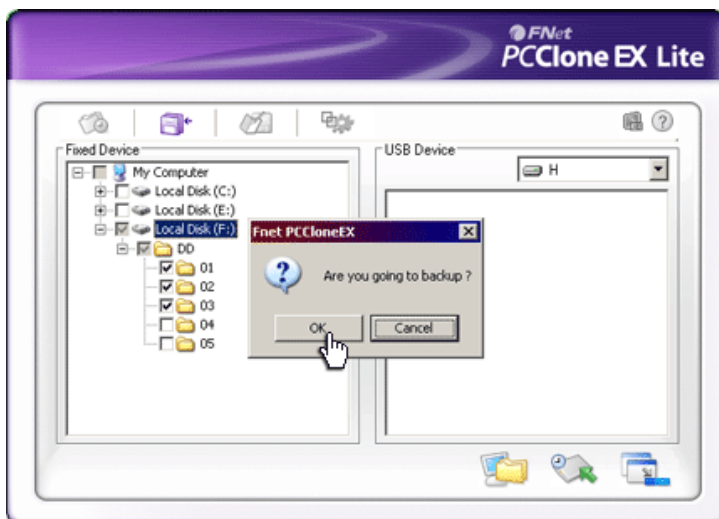 FNet
PCClone EX Lite
Fixed Device
USB Device
H
My Computer
Local Disk (C:)
Local Disk (E:)
Local Disk (F:)
DD
01
02
03
04
05
Fnet PCCloneEX
Are you going to backup ?
OK
Cancel